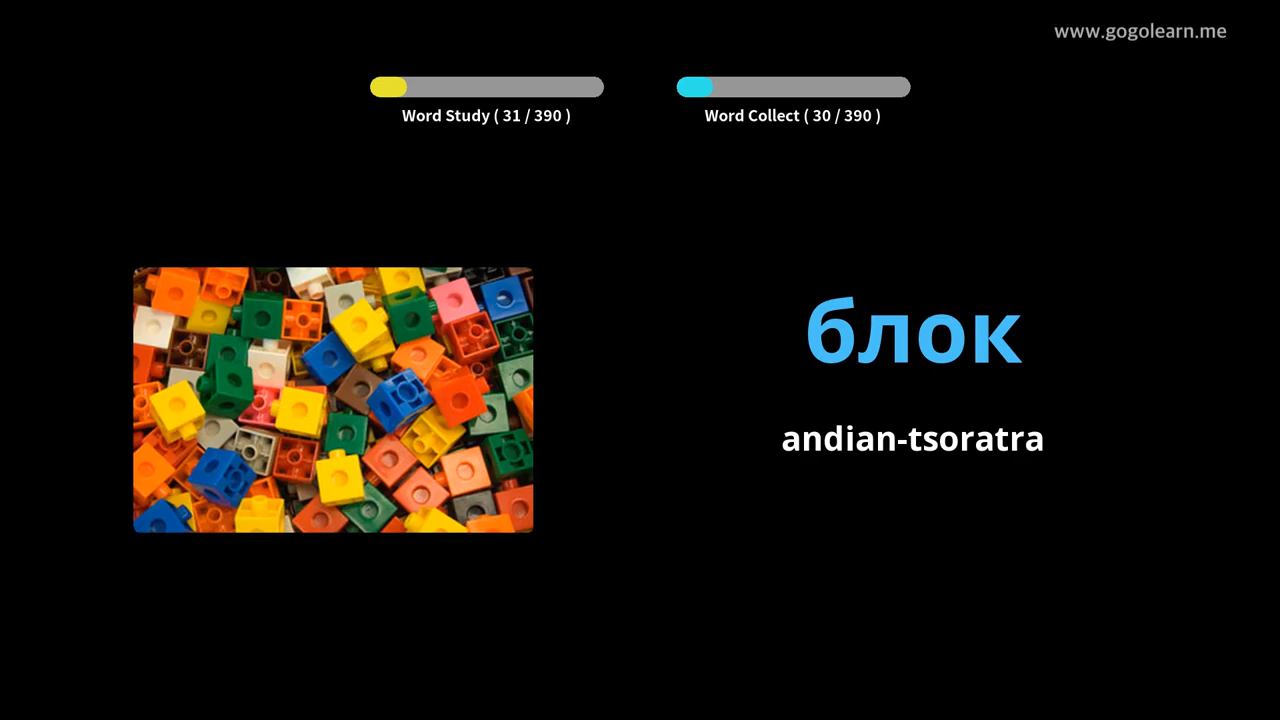 www.gogolearn.me
Word Study ( 31 / 390 )
Word Collect ( 30 / 390 )
блок
andian-tsoratra